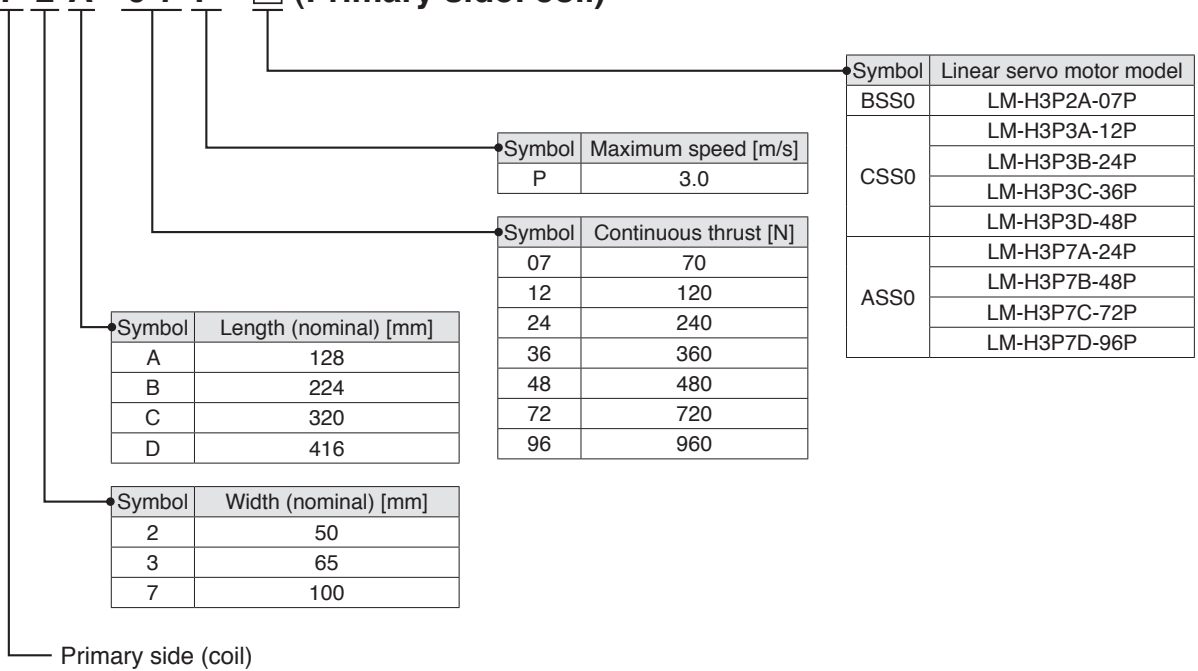 (Primary side: coil)
Symbol Linear servo motor model
BSS0 LM-H3P2A-07P
CSS0 LM-H3P3A-12P
LM-H3P3B-24P
LM-H3P3C-36P
LM-H3P3D-48P
ASS0 LM-H3P7A-24P
LM-H3P7B-48P
LM-H3P7C-72P
LM-H3P7D-96P
Symbol Maximum speed [m/s]
P 3.0
Symbol Continuous thrust [N]
07 70
12 120
24 240
36 360
48 480
72 720
96 960
Symbol Length (nominal) [mm]
A 128
B 224
C 320
D 416
Symbol Width (nominal) [mm]
2 50
3 65
7 100
Primary side (coil)